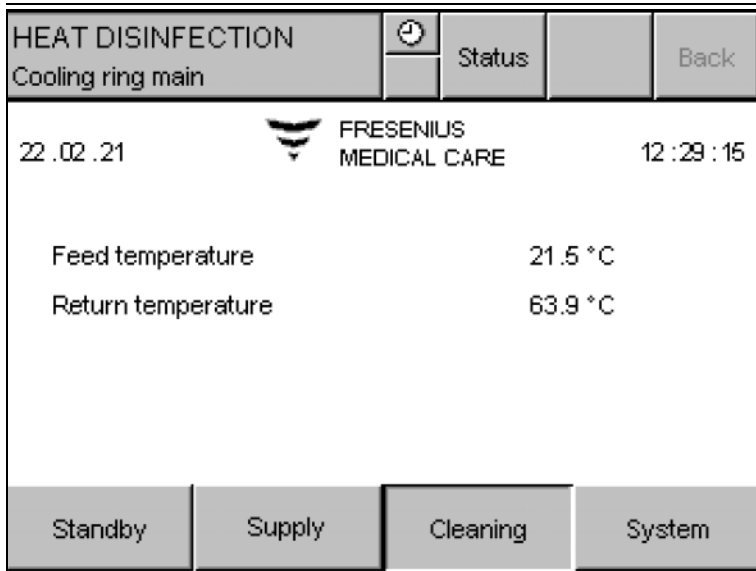 HEAT DISINFECTION
Cooling ring main
Status
Back
22.02.21
FRESENIUS
MEDICAL CARE
12:29:15
Feed temperature 21.5 °C
Return temperature 63.9 °C
Standby Supply Cleaning System